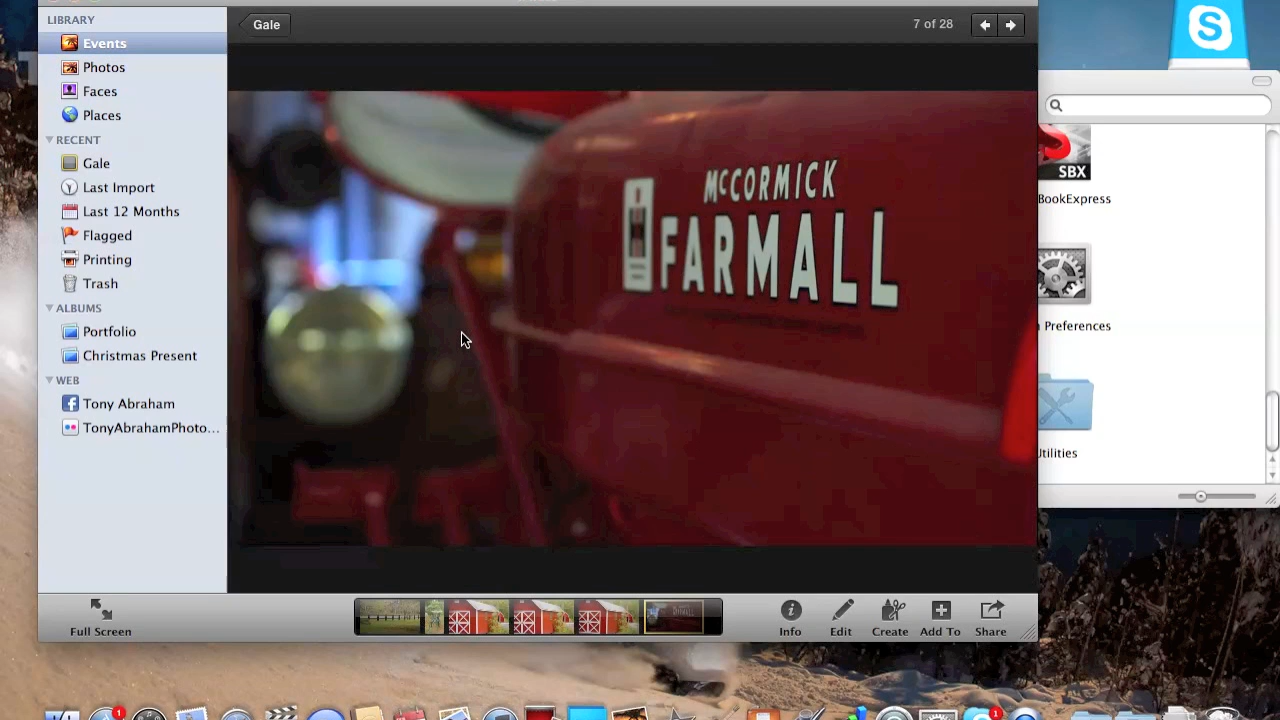 LIBRARY
Events
Photos
Faces
Places
RECENT
Gale
Last Import
Last 12 Months
Flagged
Printing
Trash
ALBUMS
Portfolio
Christmas Present
WEB
Tony Abraham
TonyAbrahamPhoto...
Gale
7 of 28
McCORMICK
FARMALL
Full Screen
Info
Edit
Create
Add To
Share
S
SBX
BookExpress
Preferences
Utilities
1
1